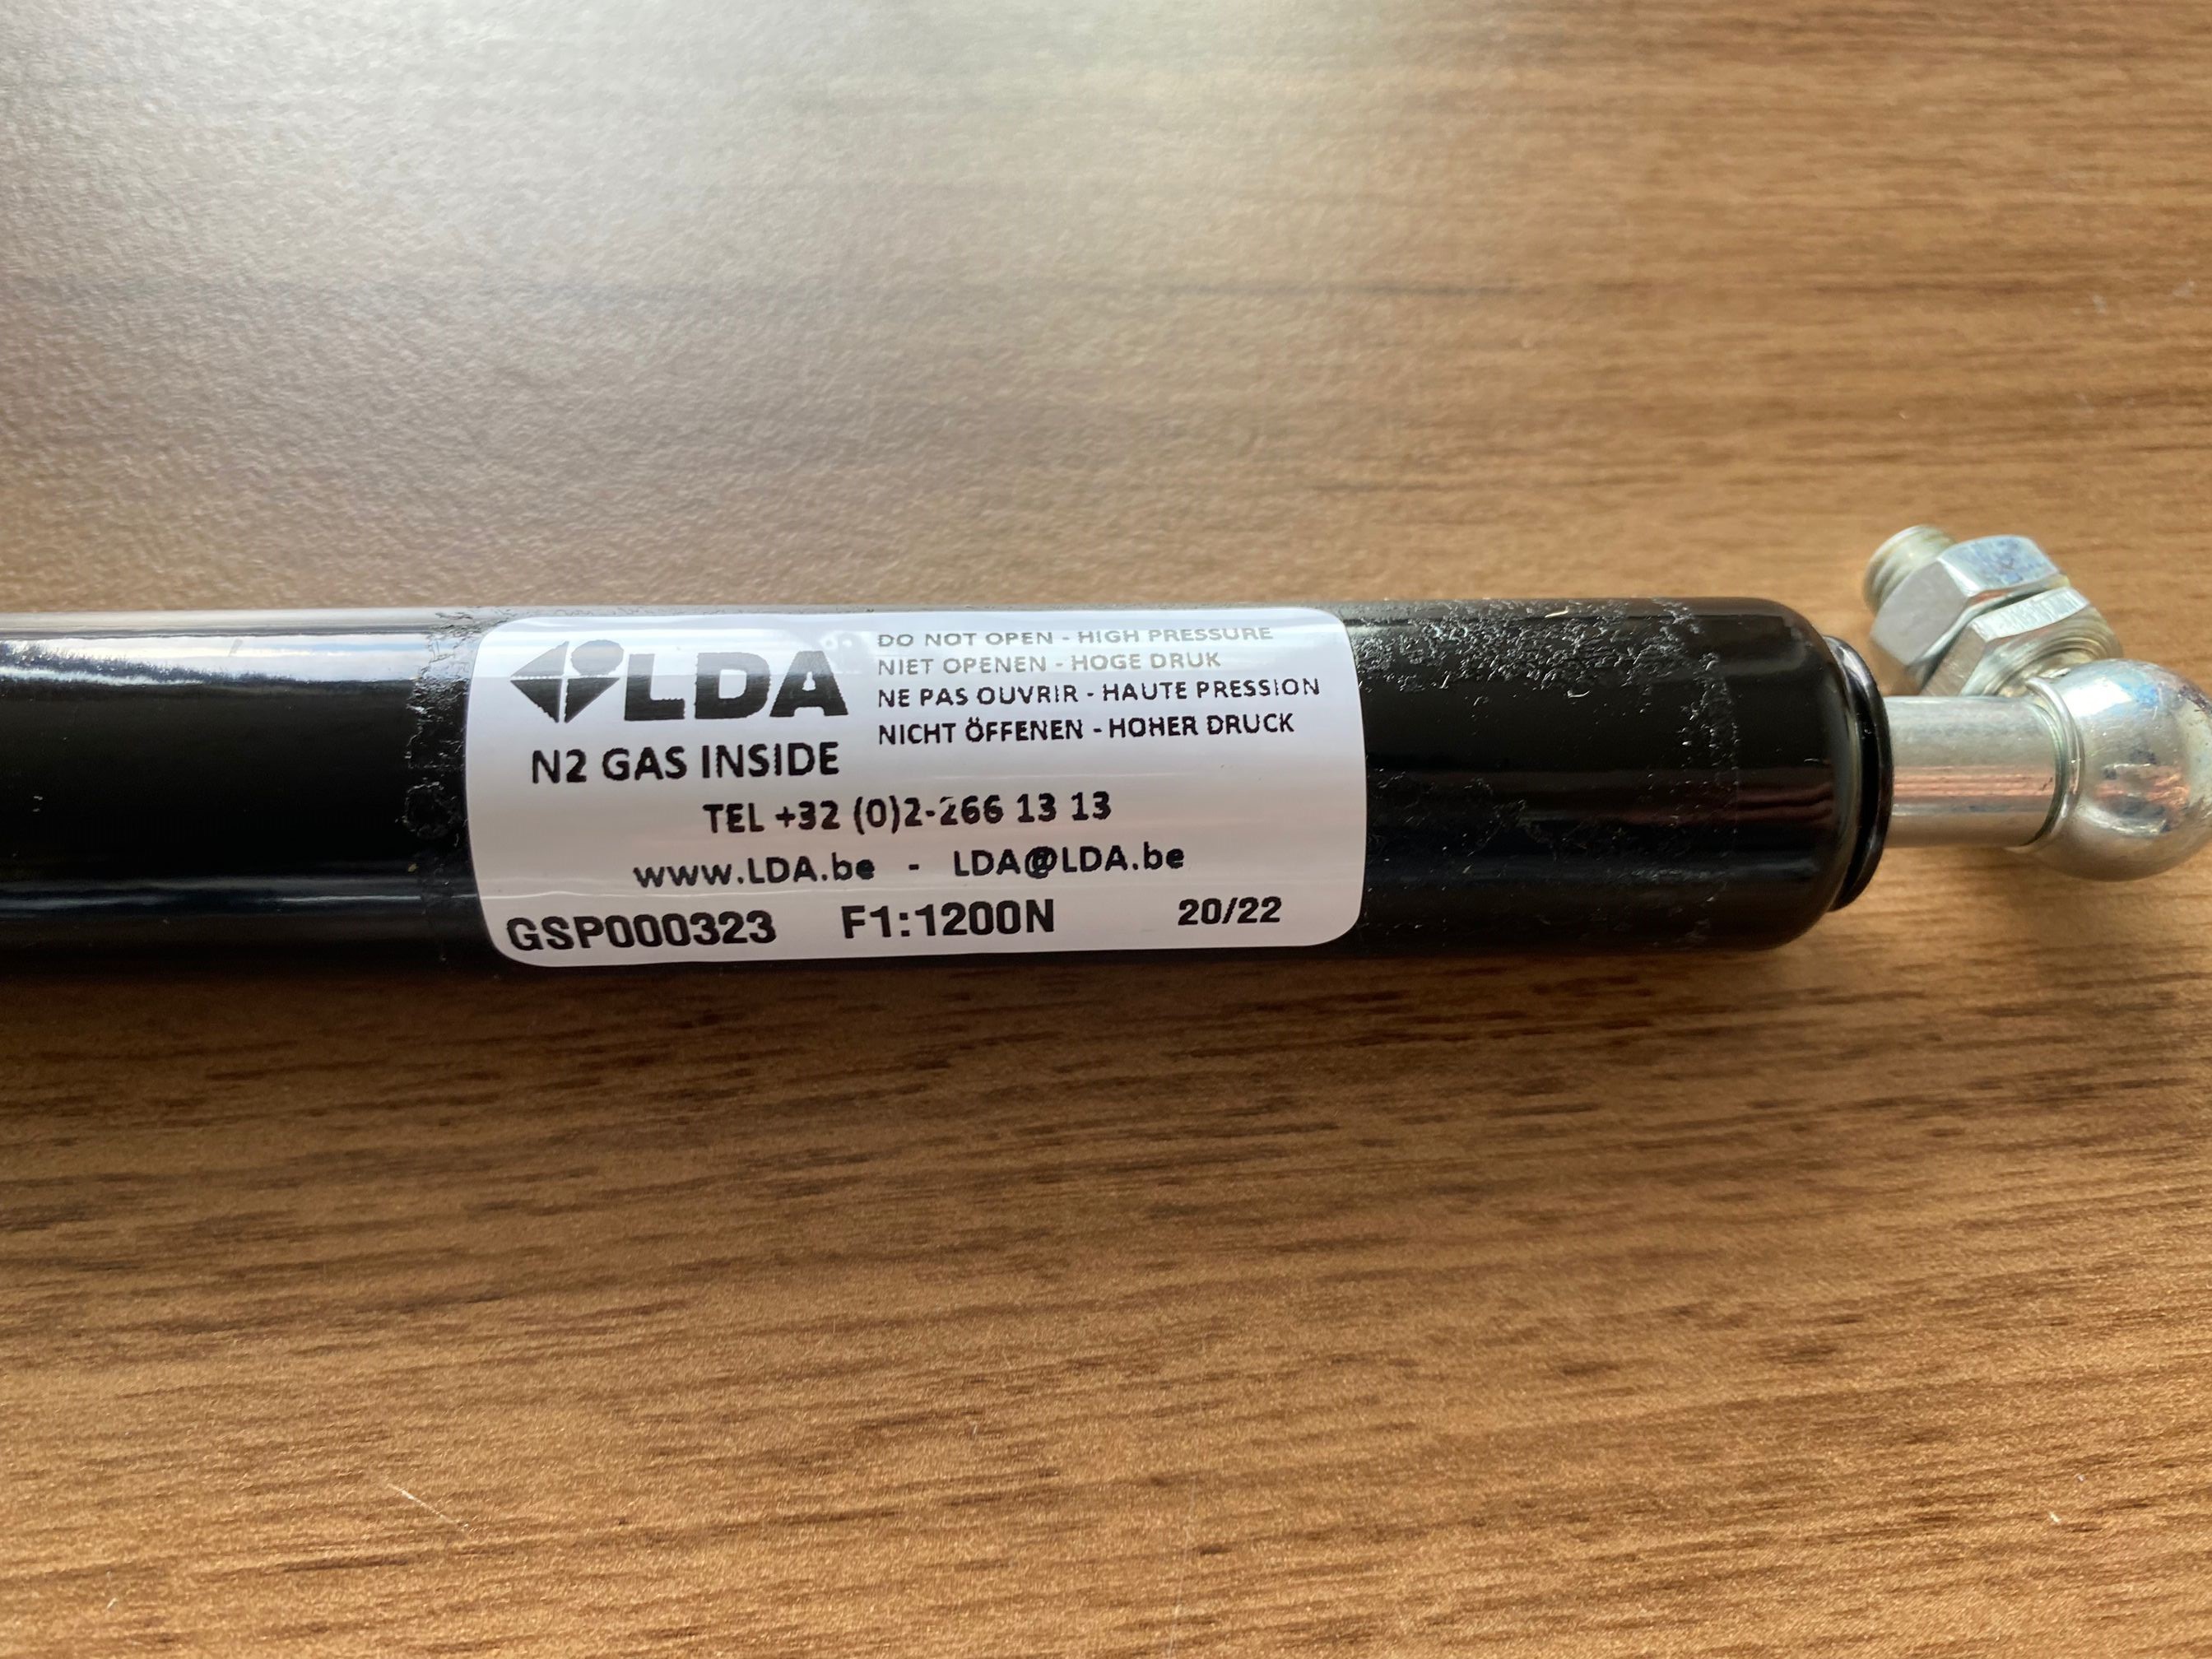 LDA
DO NOT OPEN - HIGH PRESSURE
NIET OPENEN - HOGE DRUK
NE PAS OUVRIR - HAUTE PRESSION
NICHT ÖFFENEN - HOHER DRUCK
N2 GAS INSIDE
TEL +32 (0)2-266 13 13
www.LDA.be - LDA@LDA.be
GSP000323 F1:1200N 20/22